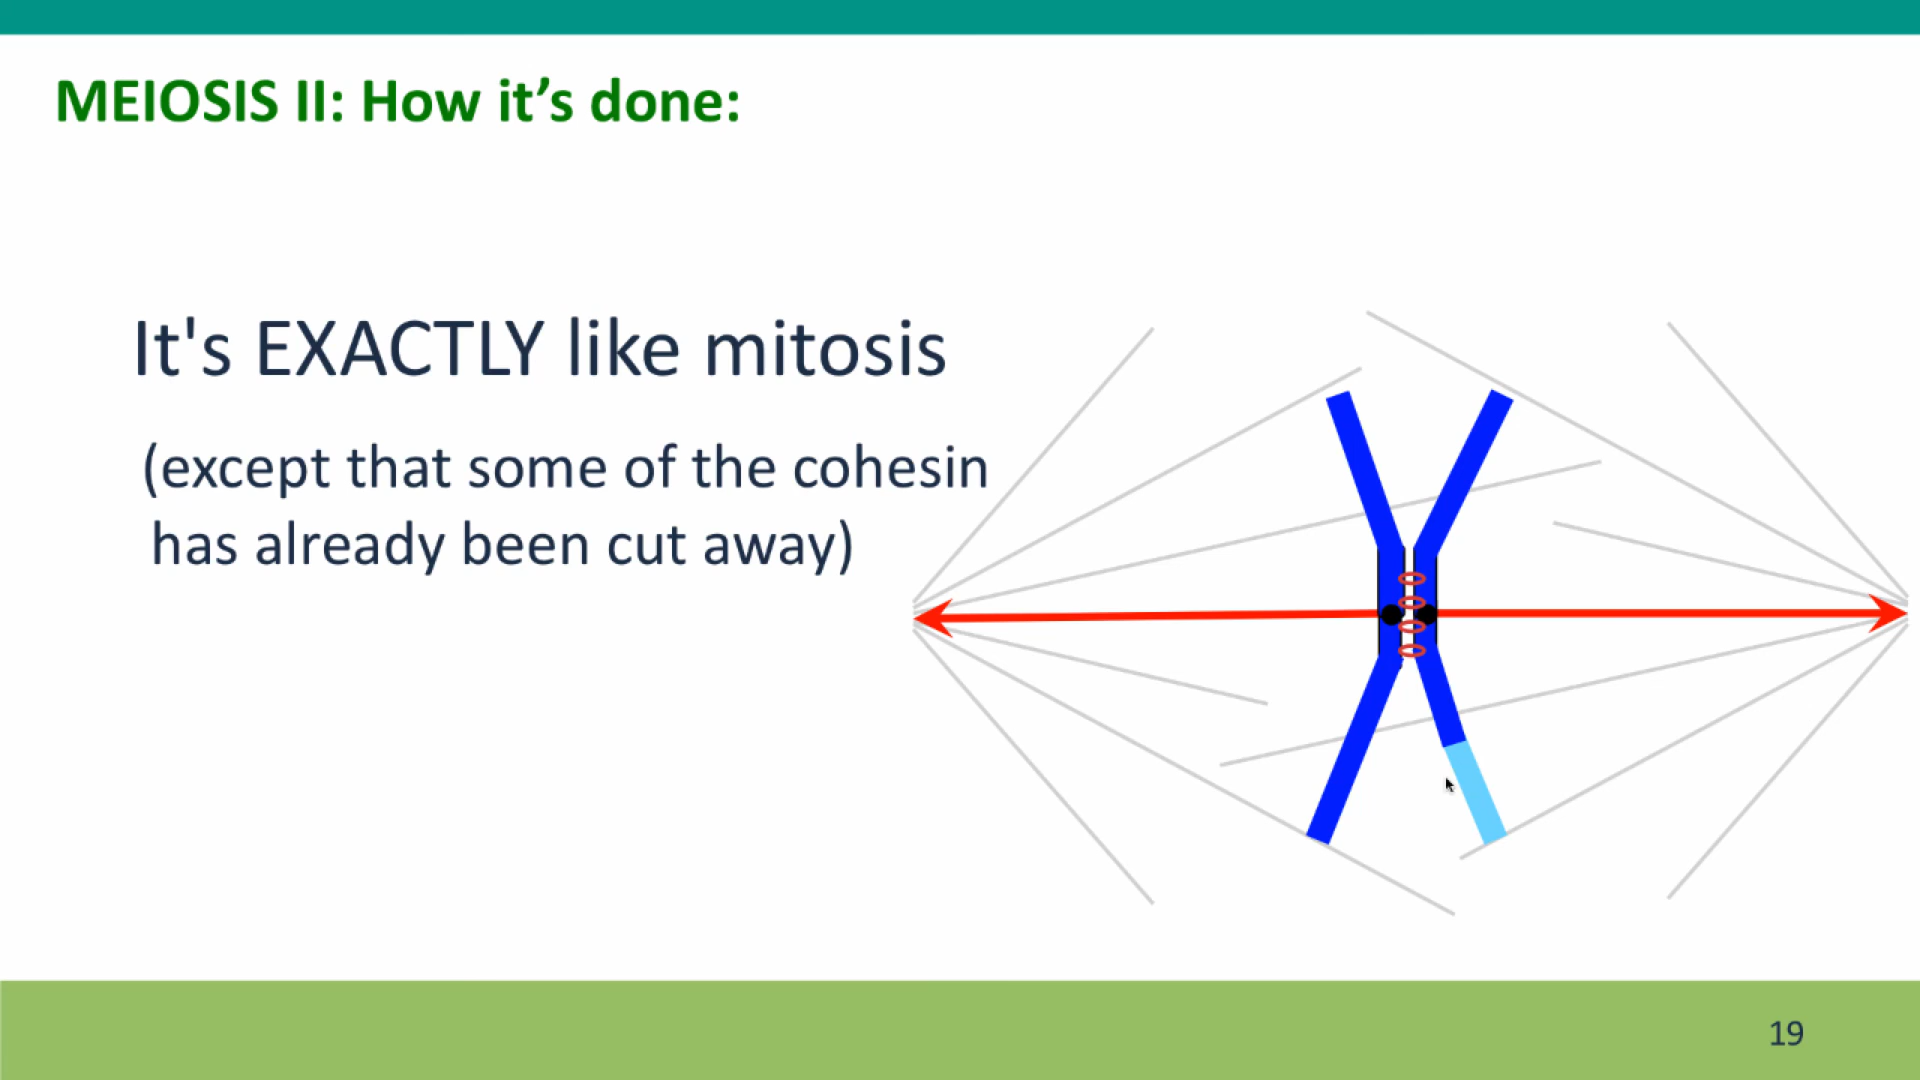 MEIOSIS II: How it’s done:
It's EXACTLY like mitosis
(except that some of the cohesin
has already been cut away)
19